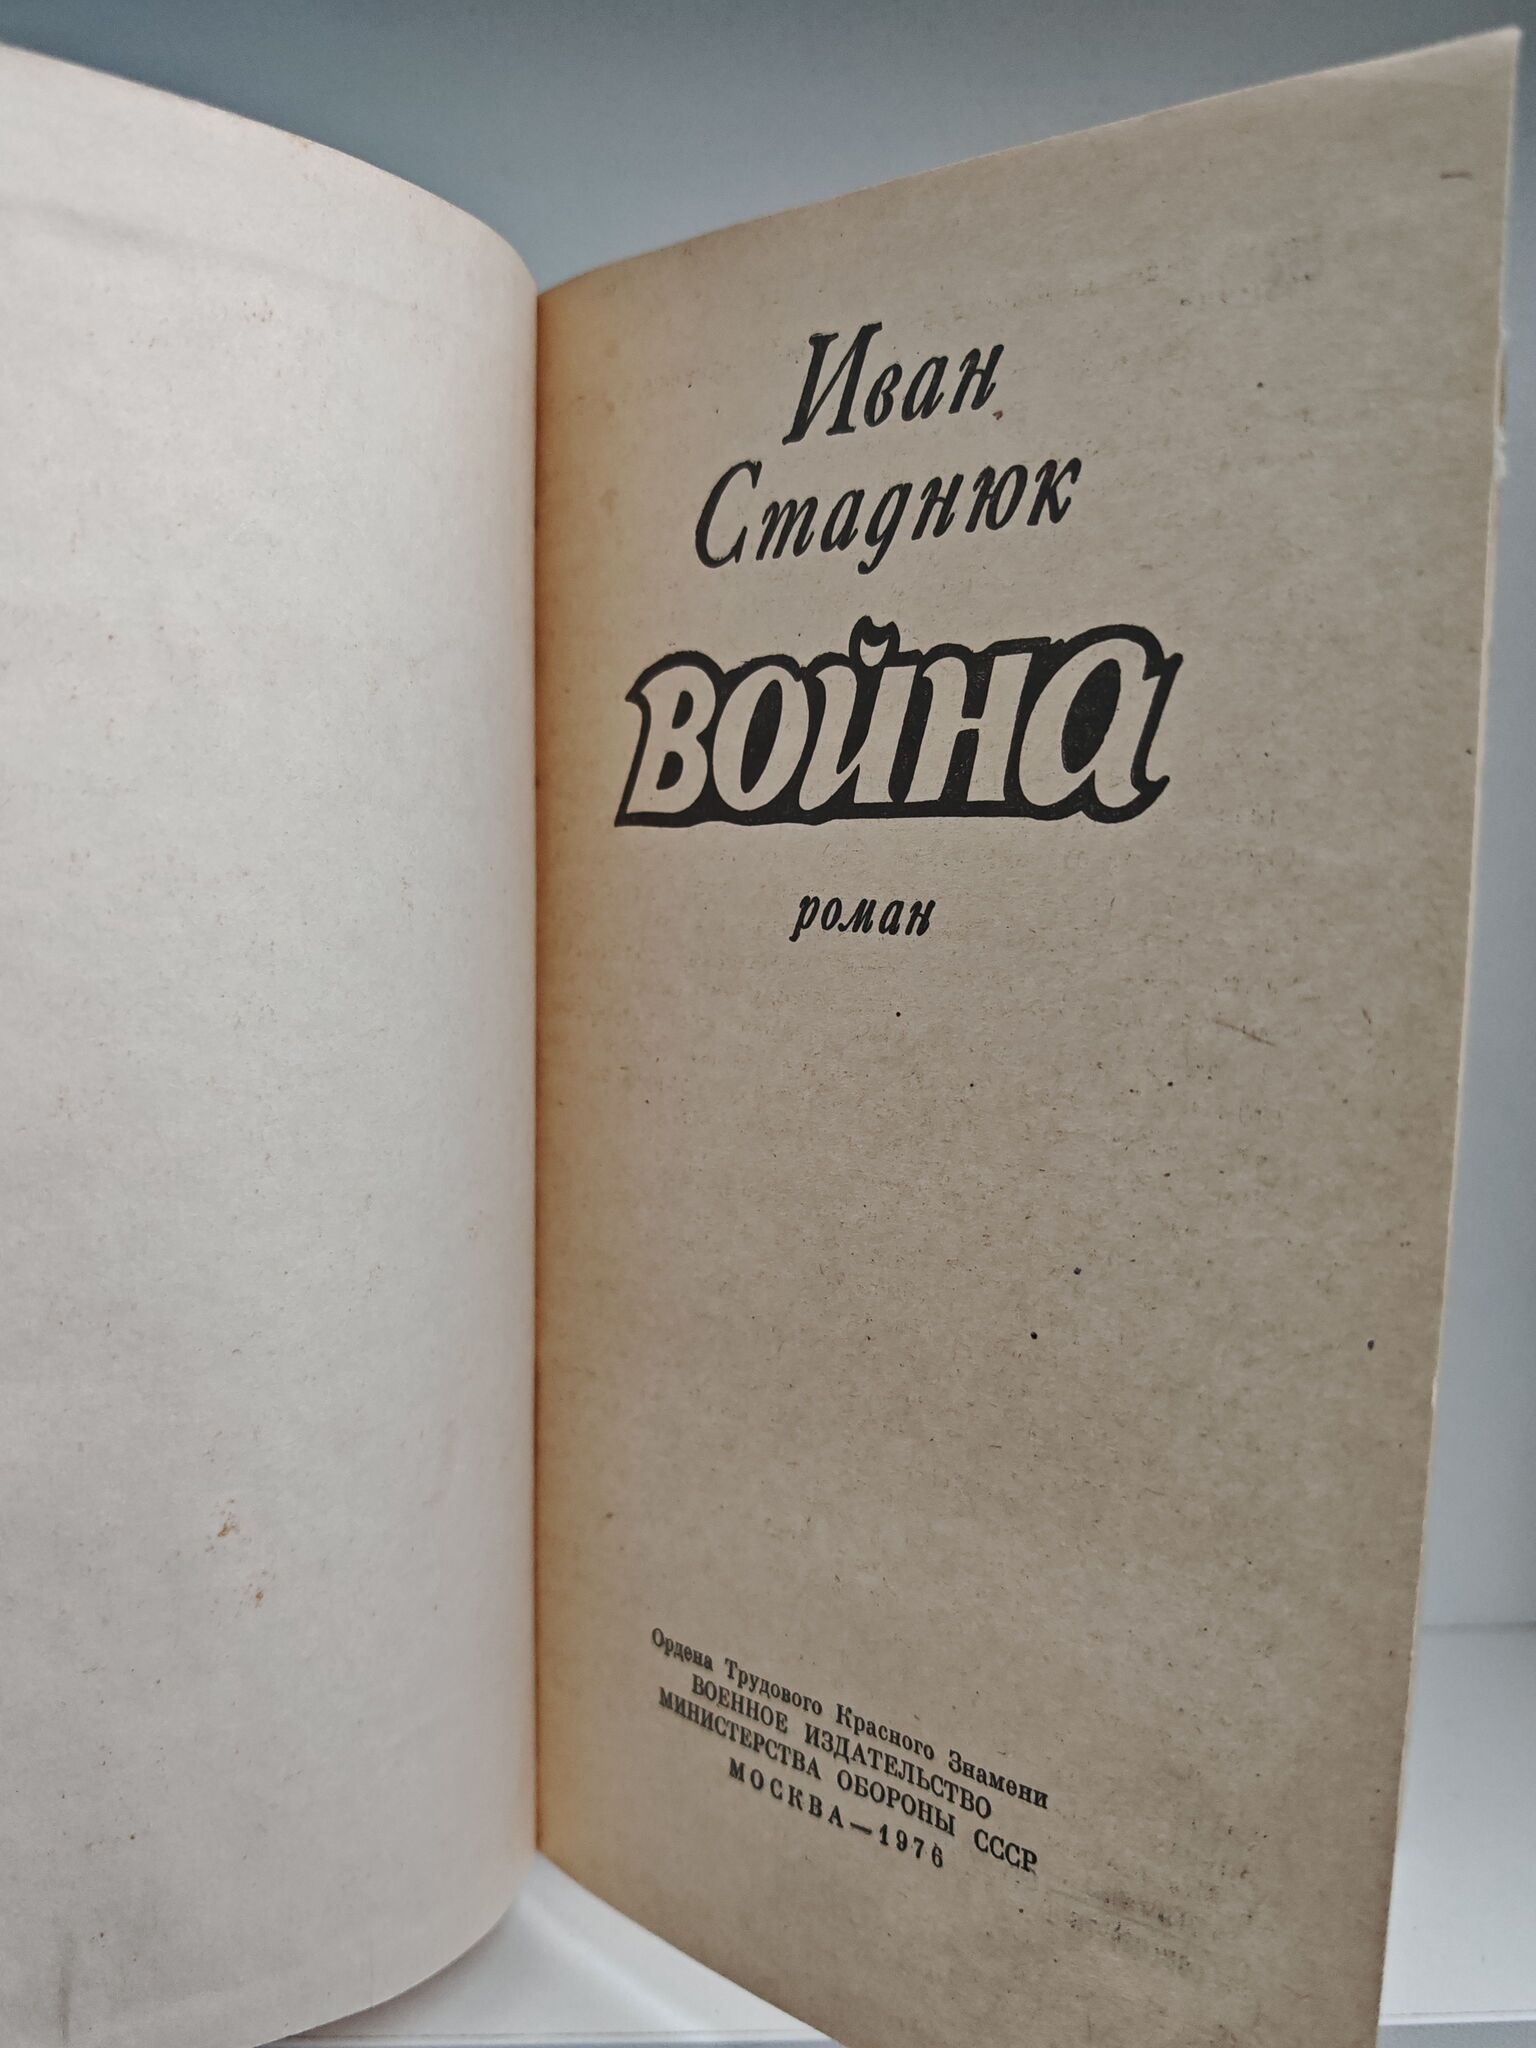 Иван
Стаднюк
ВОЙНА
роман
Ордена Трудового Красного Знамени
ВОЕННОЕ ИЗДАТЕЛЬСТВО
МИНИСТЕРСТВА ОБОРОНЫ СССР
МОСКВА—1976